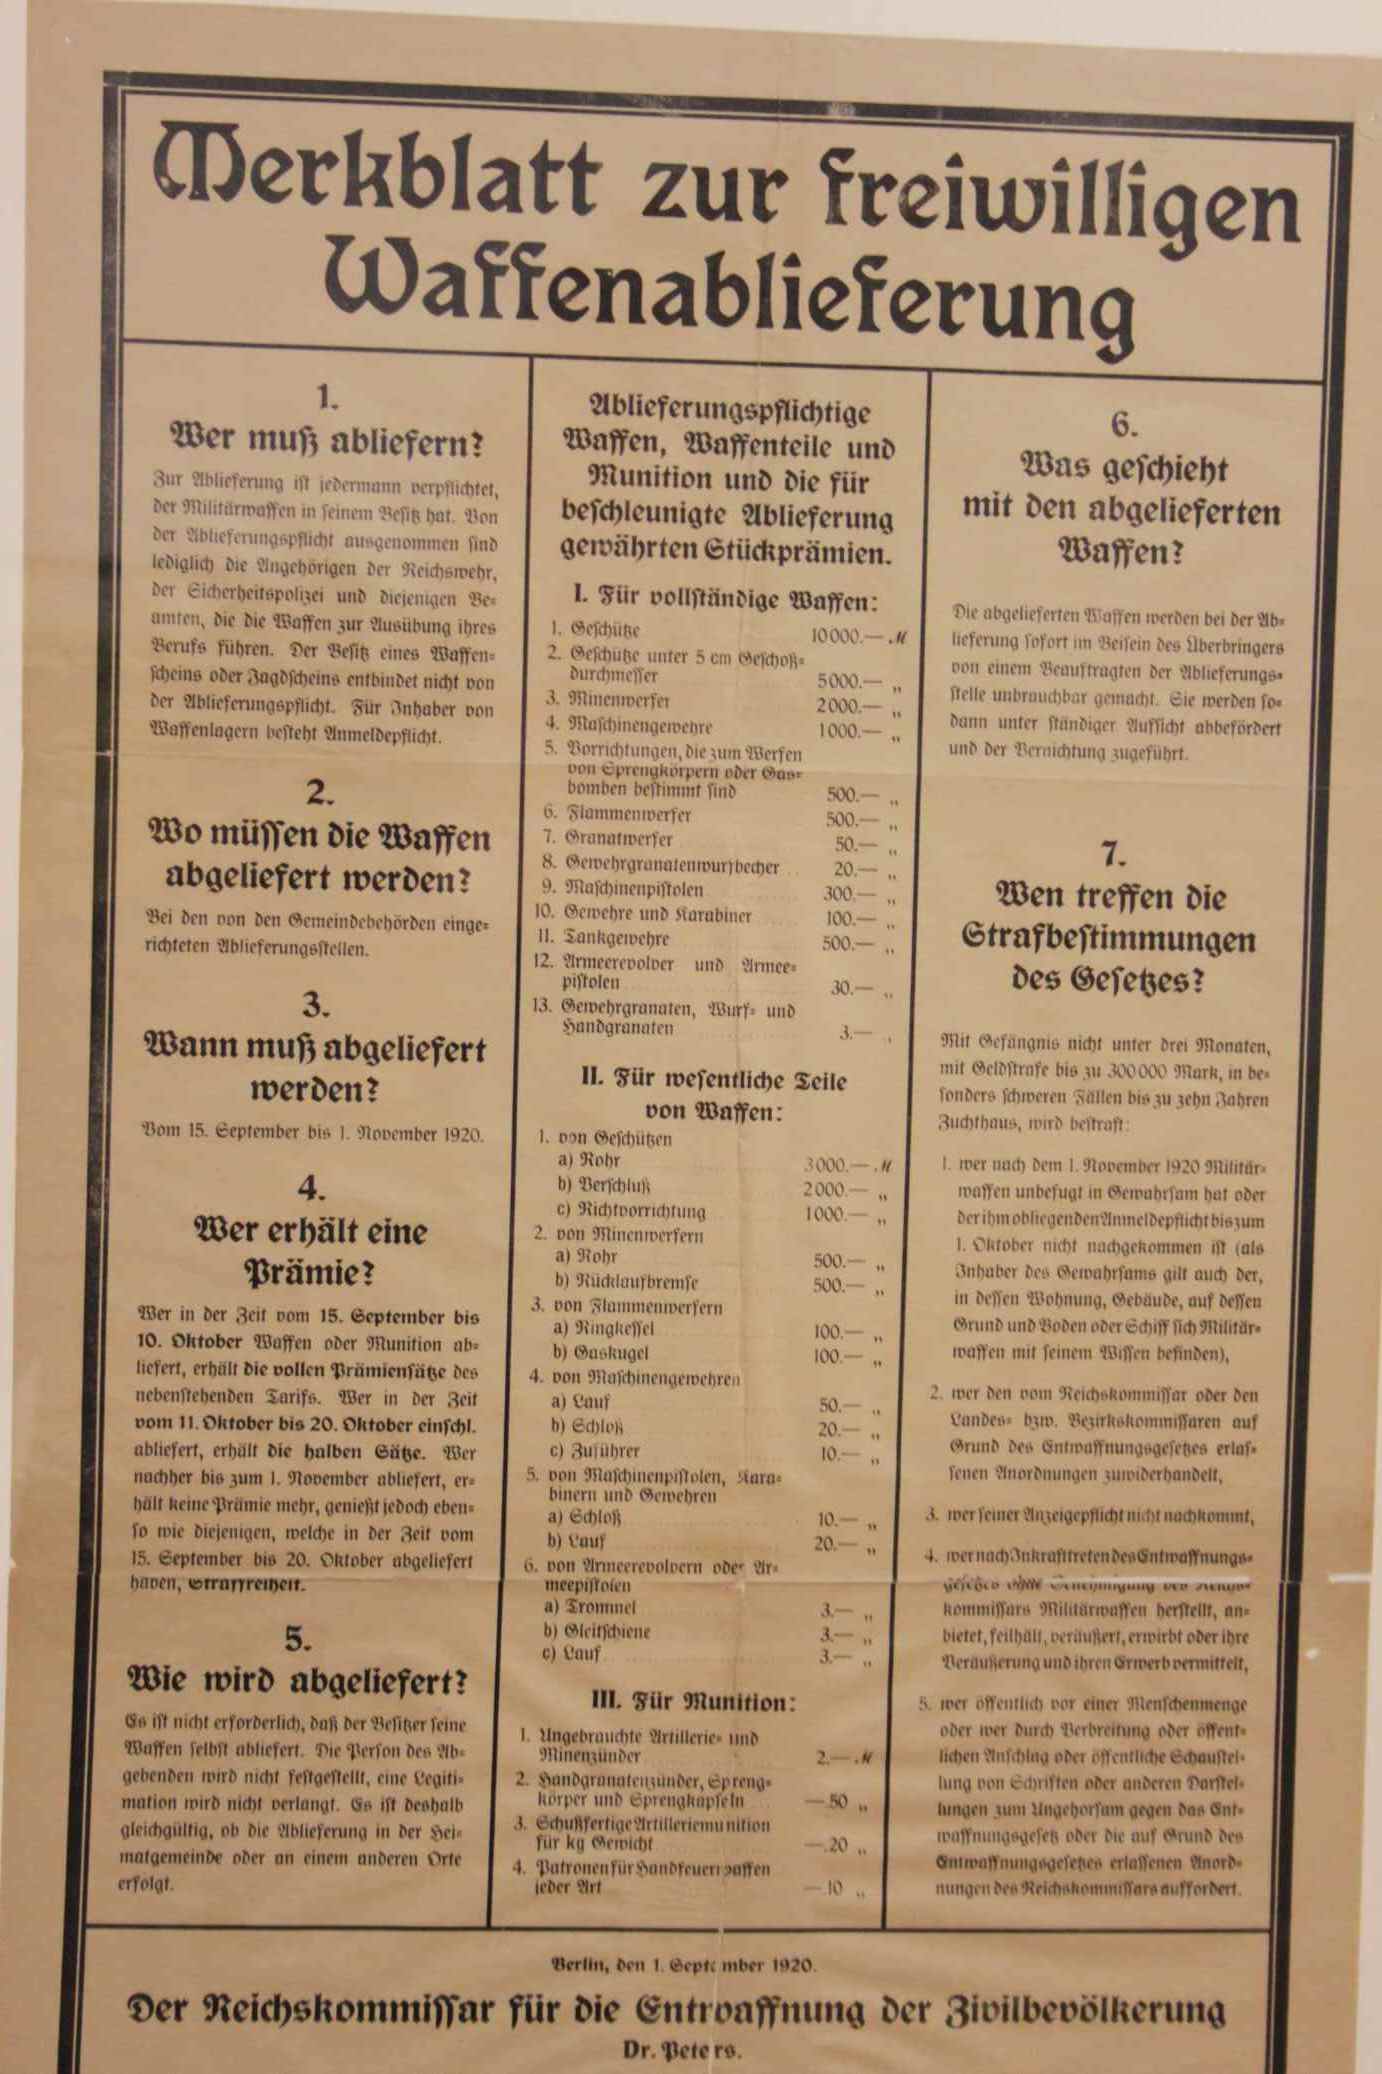 Merkblatt zur freiwilligen
Waffenablieferung
1.
Wer muß abliefern?
Zur Ablieferung ist jedermann verpflichtet,
der Militärwaffen in seinem Besitz hat. Von
der Ablieferungspflicht ausgenommen sind
lediglich die Angehörigen der Reichswehr,
der Sicherheitspolizei und diejenigen Be-
amten, die die Waffen zur Ausübung ihres
Berufs führen. Der Besitz eines Waffen-
scheins oder Jagdscheins entbindet nicht von
der Ablieferungspflicht. Für Inhaber von
Waffenlagern besteht Anmeldepflicht.
2.
Wo müssen die Waffen
abgeliefert werden?
Bei den von den Gemeindebehörden einge-
richteten Ablieferungsstellen.
3.
Wann muß abgeliefert
werden?
Vom 15. September bis 1. November 1920.
4.
Wer erhält eine
Prämie?
Wer in der Zeit vom 15. September bis
10. Oktober Waffen oder Munition ab-
liefert, erhält die vollen Prämiensätze des
nebenstehenden Tarifs. Wer in der Zeit
vom 11. Oktober bis 20. Oktober einschl.
abliefert, erhält die halben Sätze. Wer
nachher bis zum 1. November abliefert, er-
hält keine Prämie mehr, genießt jedoch eben-
so wie diejenigen, welche in der Zeit vom
15. September bis 20. Oktober abgeliefert
haben, Straffreiheit.
5.
Wie wird abgeliefert?
Es ist nicht erforderlich, daß der Besitzer seine
Waffen selbst abliefert. Die Person des Ab-
gebenden wird nicht festgestellt, eine Legiti-
mation wird nicht verlangt. Es ist deshalb
gleichgültig, ob die Ablieferung in der Hei-
matgemeinde oder an einem anderen Orte
erfolgt.
Ablieferungspflichtige
Waffen, Waffenteile und
Munition und die für
beschleunigte Ablieferung
gewährten Stückprämien.
I. Für vollständige Waffen:
1. Geschütze 10000.— M
2. Geschütze unter 5 cm Geschoß-
durchmesser 5000.— „
3. Minenwerfer 2000.— „
4. Maschinengewehre 1000.— „
5. Vorrichtungen, die zum Werfen
von Sprengkörpern oder Gas-
bomben bestimmt sind 500.— „
6. Flammenwerfer 500.— „
7. Granatwerfer 50.— „
8. Gewehrgranatenwurfbecher 20.— „
9. Maschinenpistolen 300.— „
10. Gewehre und Karabiner 100.— „
11. Tankgewehre 500.— „
12. Armeerevolver und Armee-
pistolen 30.— „
13. Gewehrgranaten, Wurf- und
Handgranaten 3.— „
II. Für wesentliche Teile
von Waffen:
1. von Geschützen
a) Rohr 3000.— M
b) Verschluß 2000.— „
c) Richtvorrichtung 1000.— „
2. von Minenwerfern
a) Rohr 500.— „
b) Rücklaufbremse 500.— „
3. von Flammenwerfern
a) Ringkessel 100.— „
b) Gaskugel 100.— „
4. von Maschinengewehren
a) Lauf 50.— „
b) Schloß 20.— „
c) Zuführer 10.— „
5. von Maschinenpistolen, Kara-
binern und Gewehren
a) Schloß 10.— „
b) Lauf 20.— „
6. von Armeerevolvern oder Ar-
meepistolen
a) Trommel 3.— „
b) Gleitschiene 3.— „
c) Lauf 3.— „
III. Für Munition:
1. Ungebrauchte Artillerie- und
Minenzünder 2.— M
2. Handgranatenzünder, Spreng-
körper und Sprengkapseln —.50 „
3. Schußfertige Artilleriemunition
für kg Gewicht —.20 „
4. Patronen für Handfeuerwaffen
jeder Art —.10 „
6.
Was geschieht
mit den abgelieferten
Waffen?
Die abgelieferten Waffen werden bei der Ab-
lieferung sofort im Beisein des Überbringers
von einem Beauftragten der Ablieferungs-
stelle unbrauchbar gemacht. Sie werden so-
dann unter ständiger Aufsicht abbefördert
und der Vernichtung zugeführt.
7.
Wen treffen die
Strafbestimmungen
des Gesetzes?
Mit Gefängnis nicht unter drei Monaten,
mit Geldstrafe bis zu 300000 Mark, in be-
sonders schweren Fällen bis zu zehn Jahren
Zuchthaus, wird bestraft:
1. wer nach dem 1. November 1920 Militär-
waffen unbefugt in Gewahrsam hat oder
der ihm obliegenden Anmeldepflicht bis zum
1. Oktober nicht nachgekommen ist (als
Inhaber des Gewahrsams gilt auch der,
in dessen Wohnung, Gebäude, auf dessen
Grund und Boden oder Schiff sich Militär-
waffen mit seinem Wissen befinden),
2. wer den vom Reichskommissar oder den
Landes- bzw. Bezirkskommissaren auf
Grund des Entwaffnungsgesetzes erlas-
senen Anordnungen zuwiderhandelt,
3. wer seiner Anzeigepflicht nicht nachkommt,
4. wer nach Inkrafttreten des Entwaffnungs-
gesetzes ohne Genehmigung des Reichs-
kommissars Militärwaffen herstellt, an-
bietet, feilhält, veräußert, erwirbt oder ihre
Veräußerung und ihren Erwerb vermittelt,
5. wer öffentlich vor einer Menschenmenge
oder wer durch Verbreitung oder öffent-
lichen Anschlag oder öffentliche Schaustel-
lung von Schriften oder anderen Darstel-
lungen zum Ungehorsam gegen das Ent-
waffnungsgesetz oder die auf Grund des
Entwaffnungsgesetzes erlassenen Anord-
nungen des Reichskommissars auffordert.
Berlin, den 1. September 1920.
Der Reichskommissar für die Entwaffnung der Zivilbevölkerung
Dr. Peters.